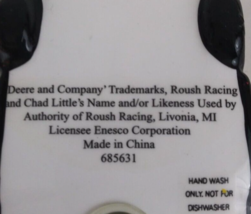 Deere and Company' Trademarks, Roush Racing
and Chad Little's Name and/or Likeness Used by
Authority of Roush Racing, Livonia, MI
Licensee Enesco Corporation
Made in China
685631
HAND WASH
ONLY. NOT FOR
DISHWASHER